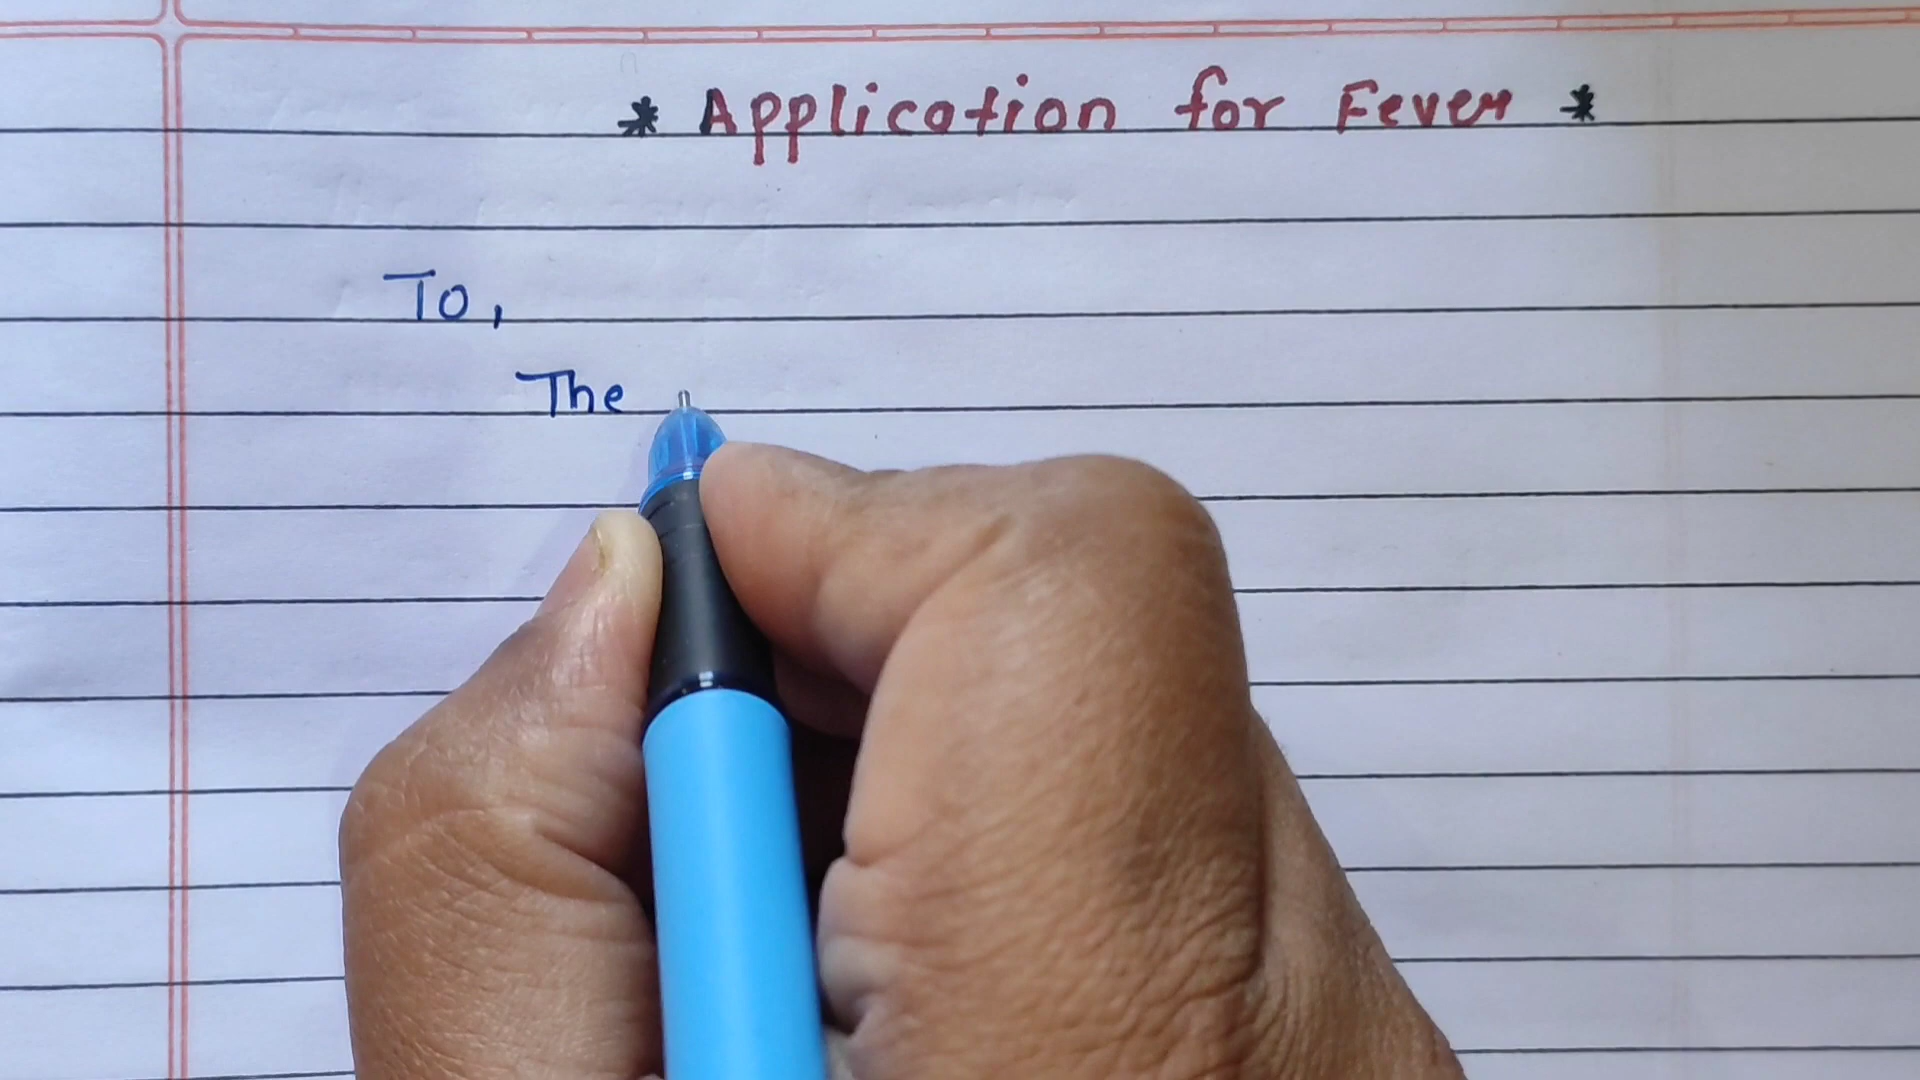 * Application for Fever *
To,
The